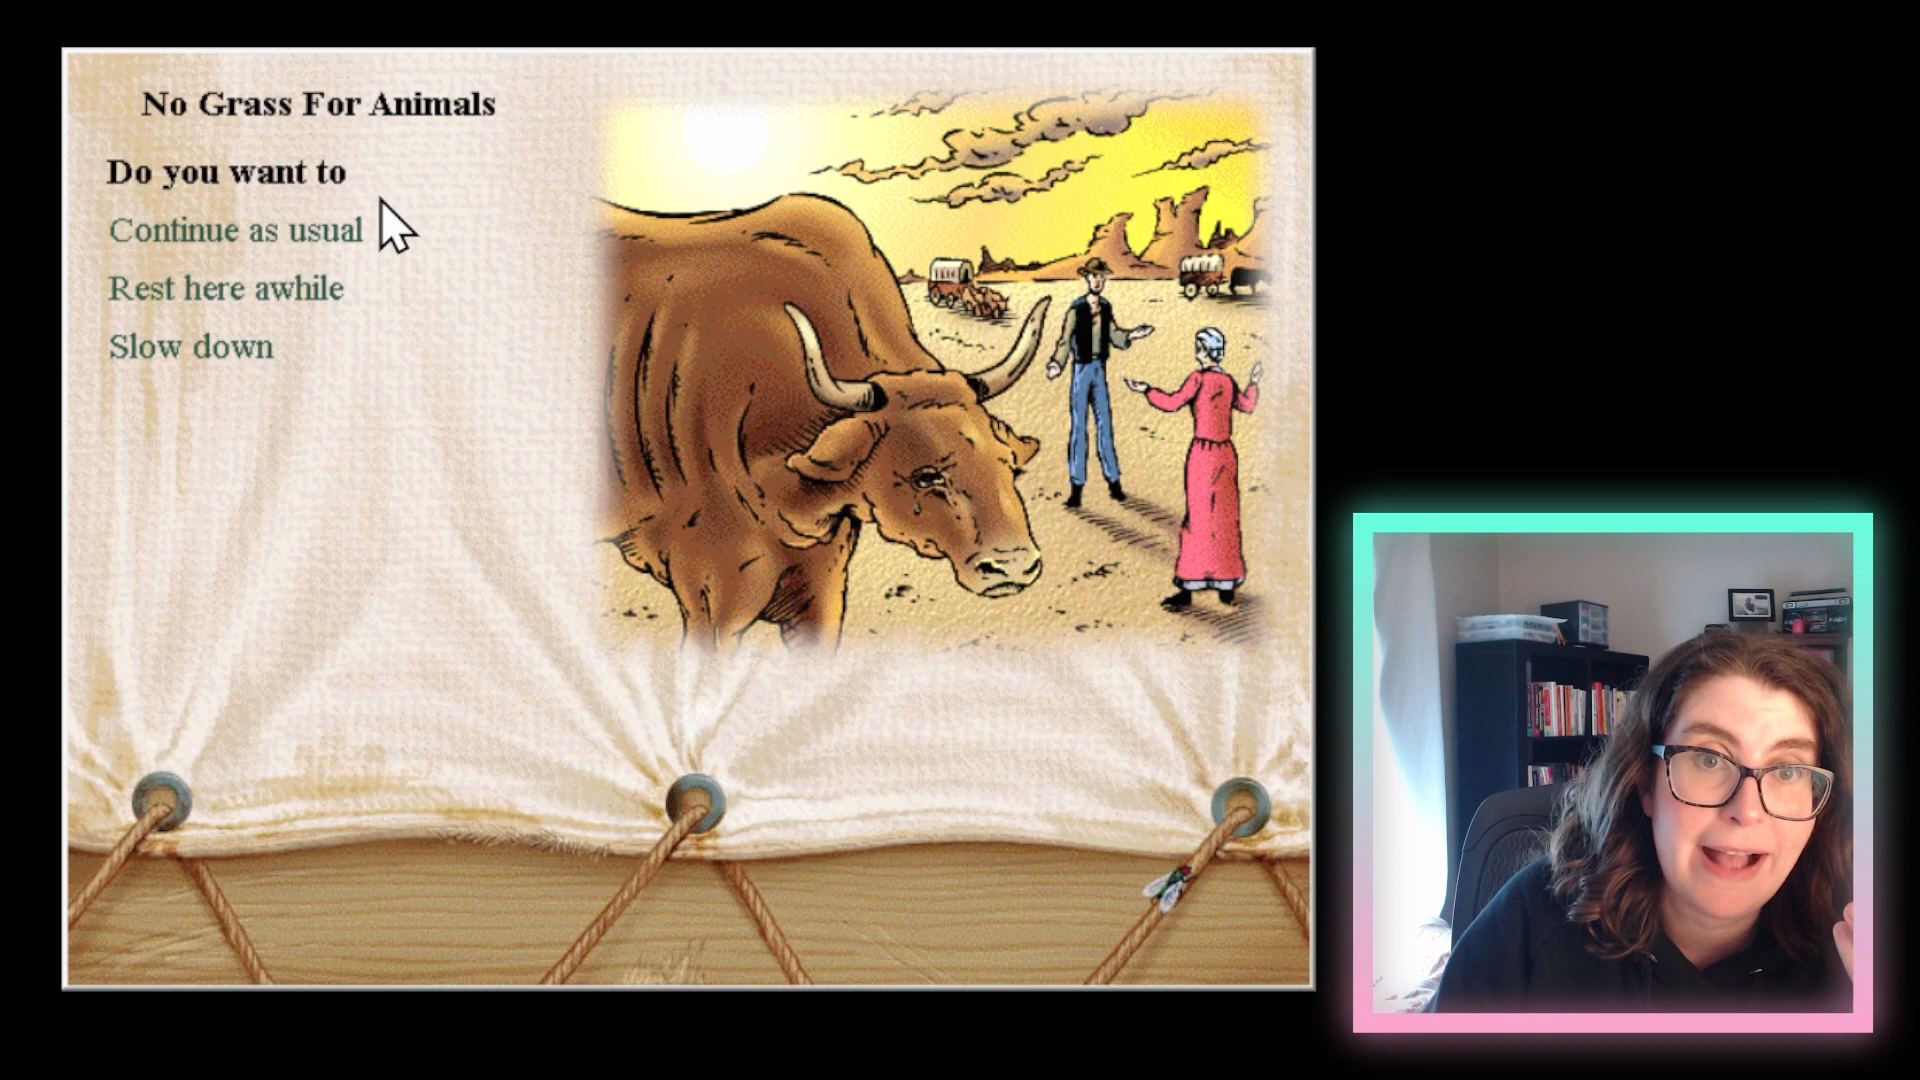 No Grass For Animals
Do you want to
Continue as usual
Rest here awhile
Slow down